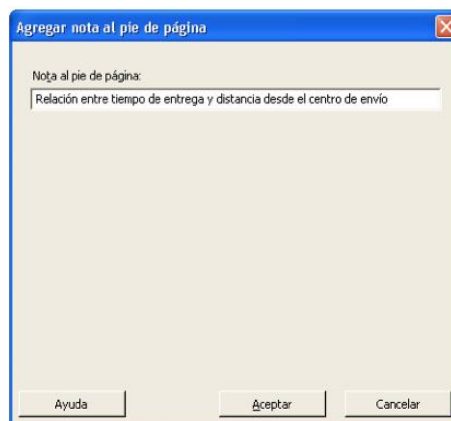 Agregar nota al pie de página
Nota al pie de página:
Relación entre tiempo de entrega y distancia desde el centro de envío
Ayuda
Aceptar
Cancelar